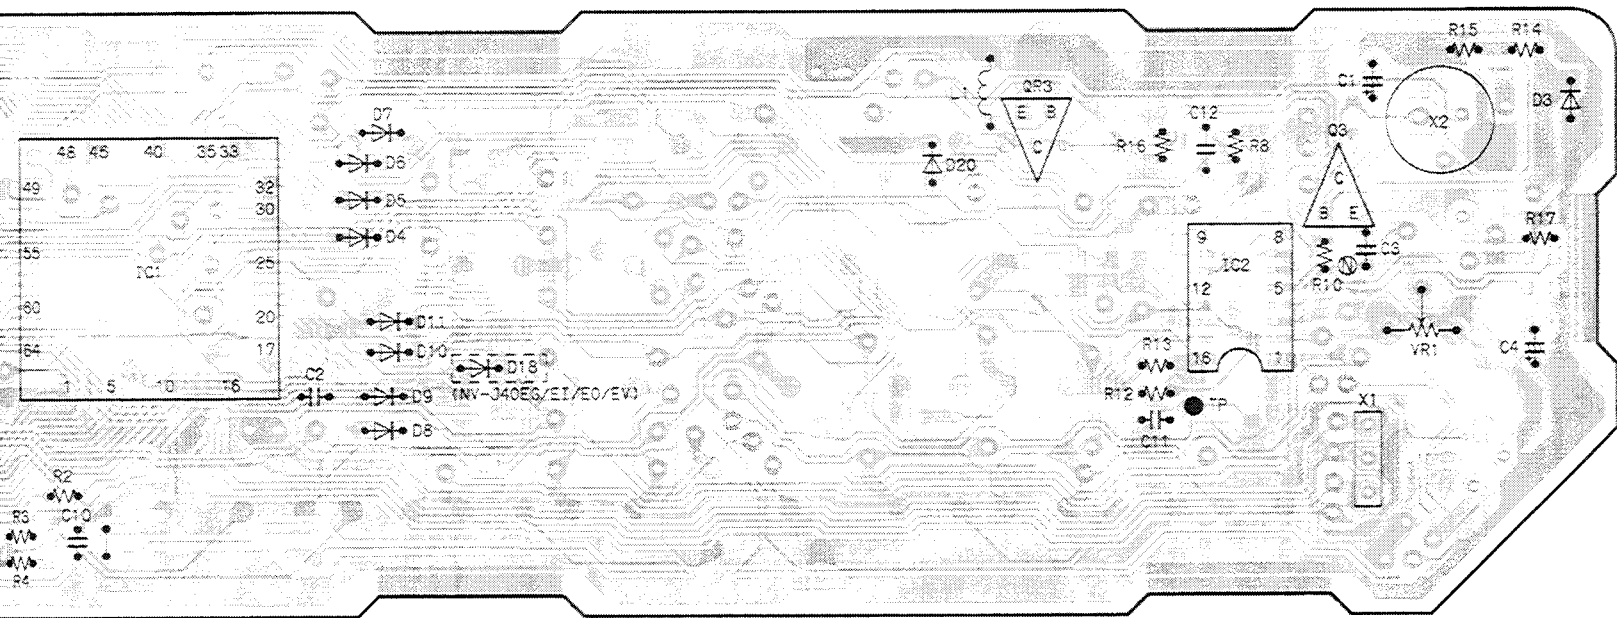 R15 R14
C1
QR3
D3
X2
E B
C
D7
C12
Q3
R16
R8
48 45 40 35 33
D6
D20
49
32
D5
C
30
B E
R17
D4
9 8
C3
55
IC1
25
IC2
R10
12 5
60
20
D11
VR1
64
17
D10
R13
C4
D18
16 1
1 5 10 16
C2
D9
(NV-J40EG/EI/EO/EV)
R12
TP
X1
D8
C11
R2
R3
C10
R4